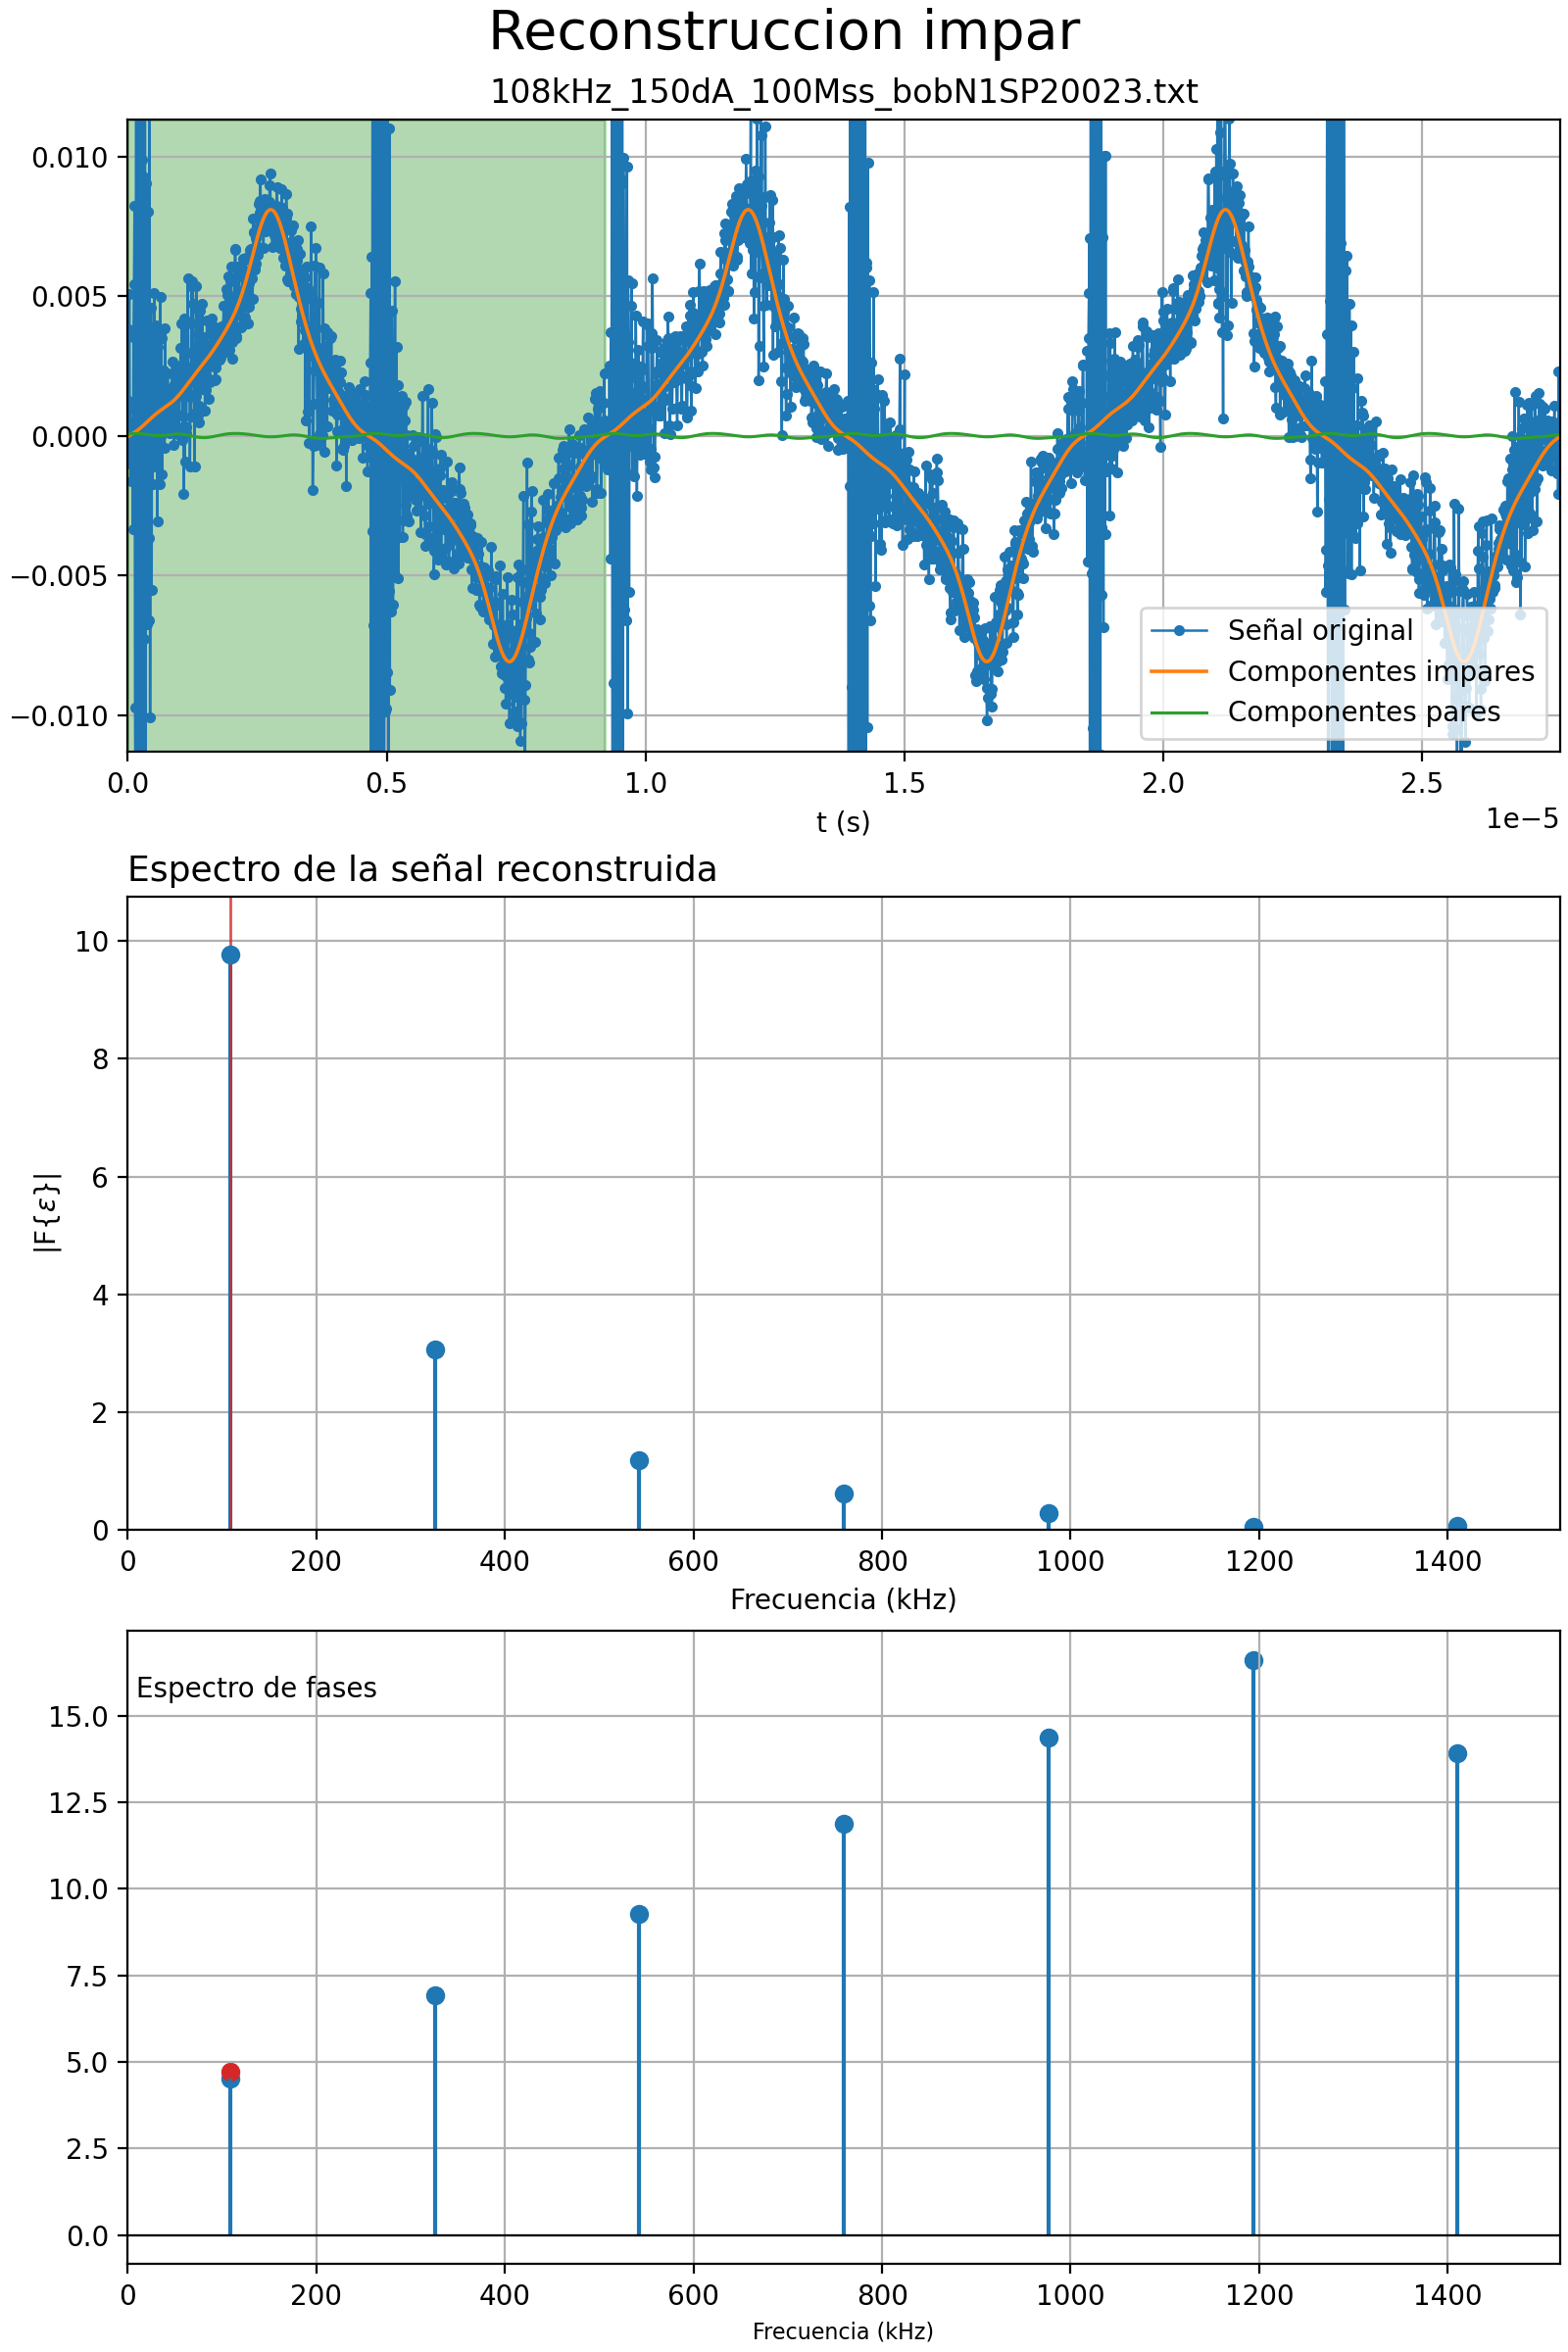 Reconstruccion impar
108kHz_150dA_100Mss_bobN1SP20023.txt
0.010
0.005
0.000
−0.005
−0.010
Señal original
Componentes impares
Componentes pares
0.0 0.5 1.0 1.5 2.0 2.5
1e−5
t (s)
Espectro de la señal reconstruida
10
8
6
4
2
0
|F{ε}|
0 200 400 600 800 1000 1200 1400
Frecuencia (kHz)
Espectro de fases
15.0
12.5
10.0
7.5
5.0
2.5
0.0
0 200 400 600 800 1000 1200 1400
Frecuencia (kHz)